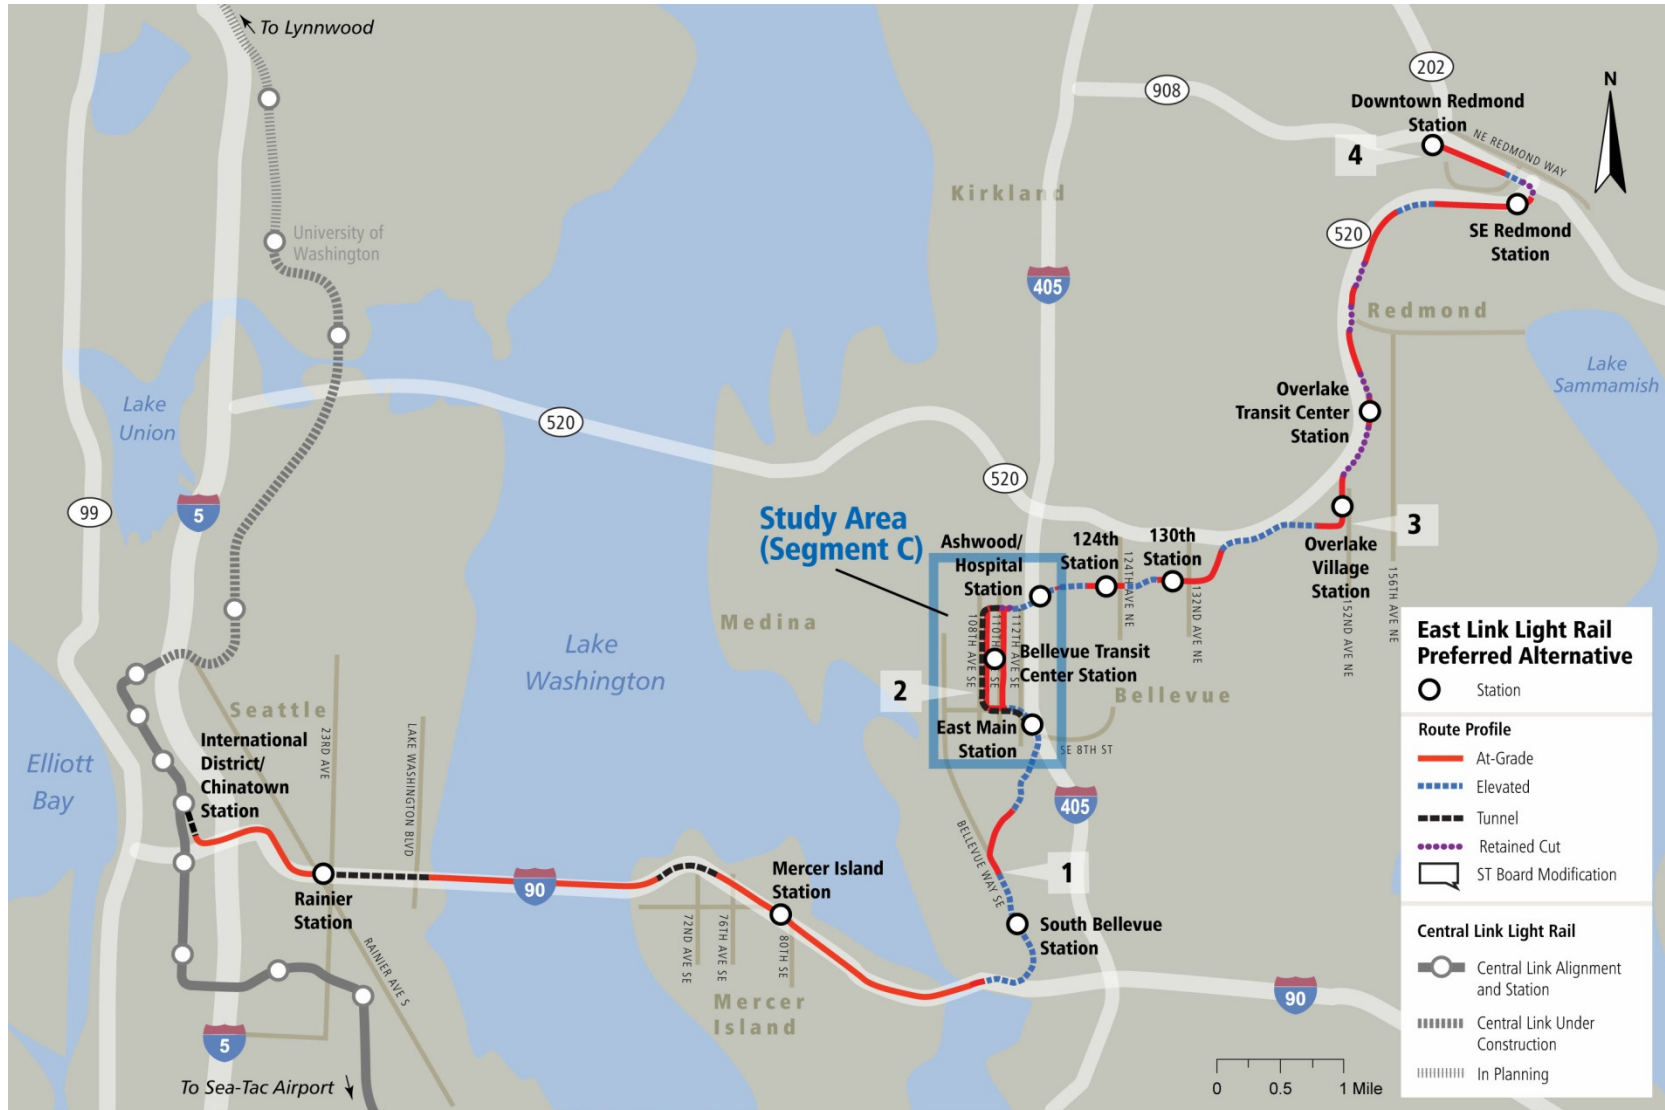 To Lynnwood
202
908
Downtown Redmond
Station
N
4
NE REDMOND WAY
Kirkland
University of
Washington
520
SE Redmond
Station
405
Redmond
Lake
Sammamish
Lake
Union
520
Overlake
Transit Center
Station
99
5
520
Study Area
(Segment C)
Ashwood/
Hospital
Station
124th
Station
130th
Station
3
Overlake
Village
Station
124TH AVE NE
132ND AVE NE
152ND AVE NE
156TH AVE NE
Medina
108TH AVE SE
110TH
SE
112TH AVE SE
Bellevue Transit
Center Station
Lake
Washington
2
Bellevue
East Main
Station
SE 8TH ST
Seattle
International
District/
Chinatown
Station
23RD AVE
LAKE WASHINGTON BLVD
Elliott
Bay
405
BELLEVUE WAY SE
1
Rainier
Station
90
Mercer Island
Station
72ND AVE SE
76TH AVE SE
80TH SE
South Bellevue
Station
RAINIER AVE S
Mercer
Island
90
5
To Sea-Tac Airport
0 0.5 1 Mile
East Link Light Rail
Preferred Alternative
Station
Route Profile
At-Grade
Elevated
Tunnel
Retained Cut
ST Board Modification
Central Link Light Rail
Central Link Alignment
and Station
Central Link Under
Construction
In Planning